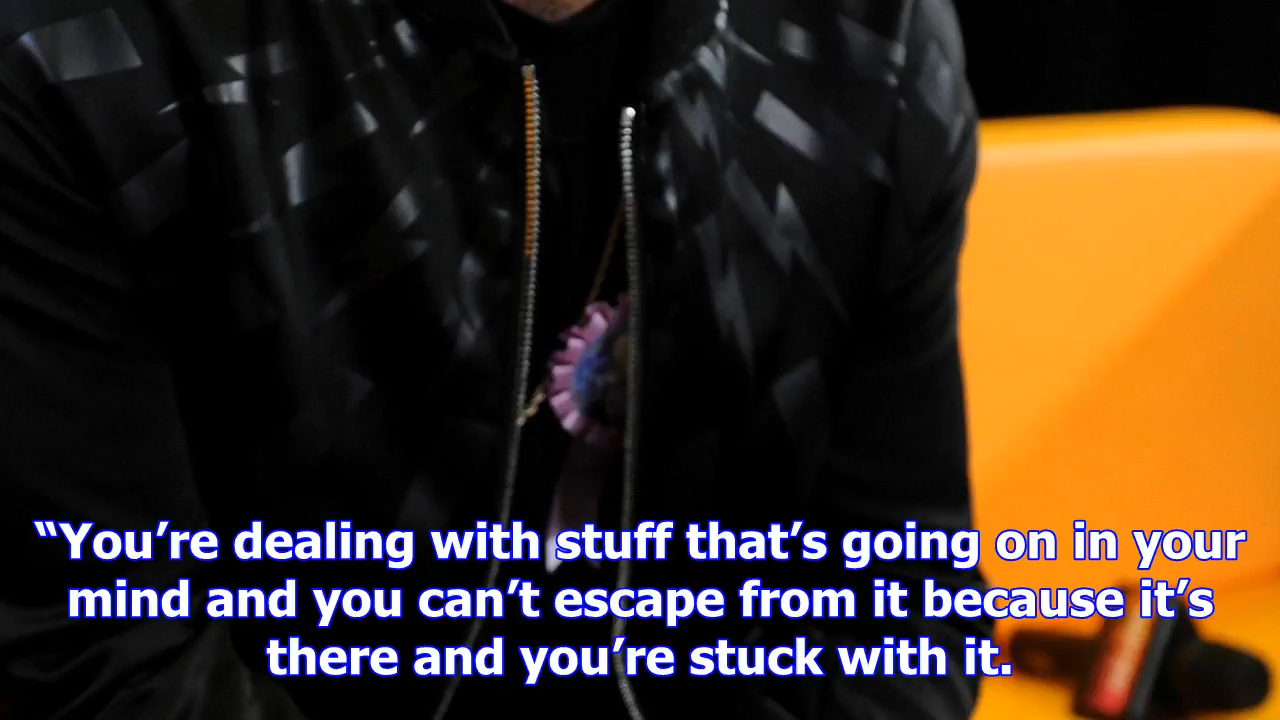 “You’re dealing with stuff that’s going on in your
mind and you can’t escape from it because it’s
there and you’re stuck with it.